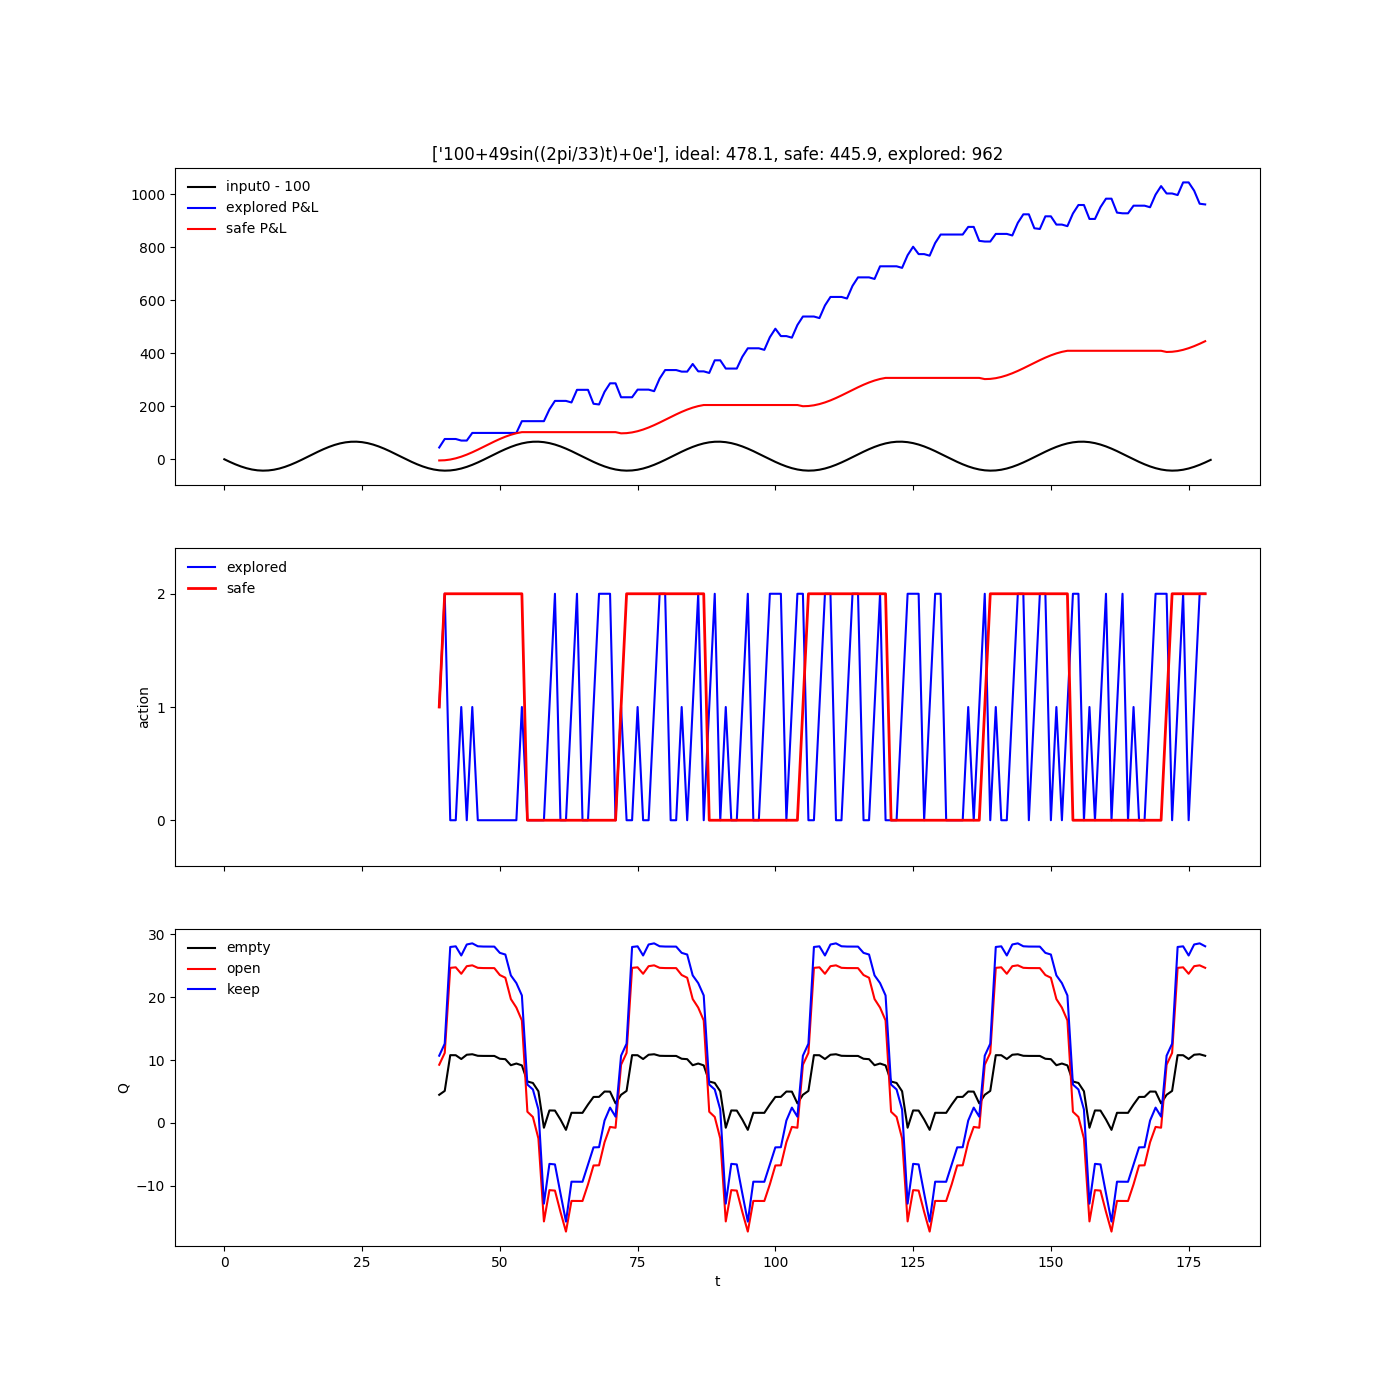 ['100+49sin((2pi/33)t)+0e'], ideal: 478.1, safe: 445.9, explored: 962
input0 - 100
explored P&L
safe P&L
1000
800
600
400
200
0
explored
safe
action
2
1
0
empty
open
keep
Q
30
20
10
0
−10
0 25 50 75 100 125 150 175
t